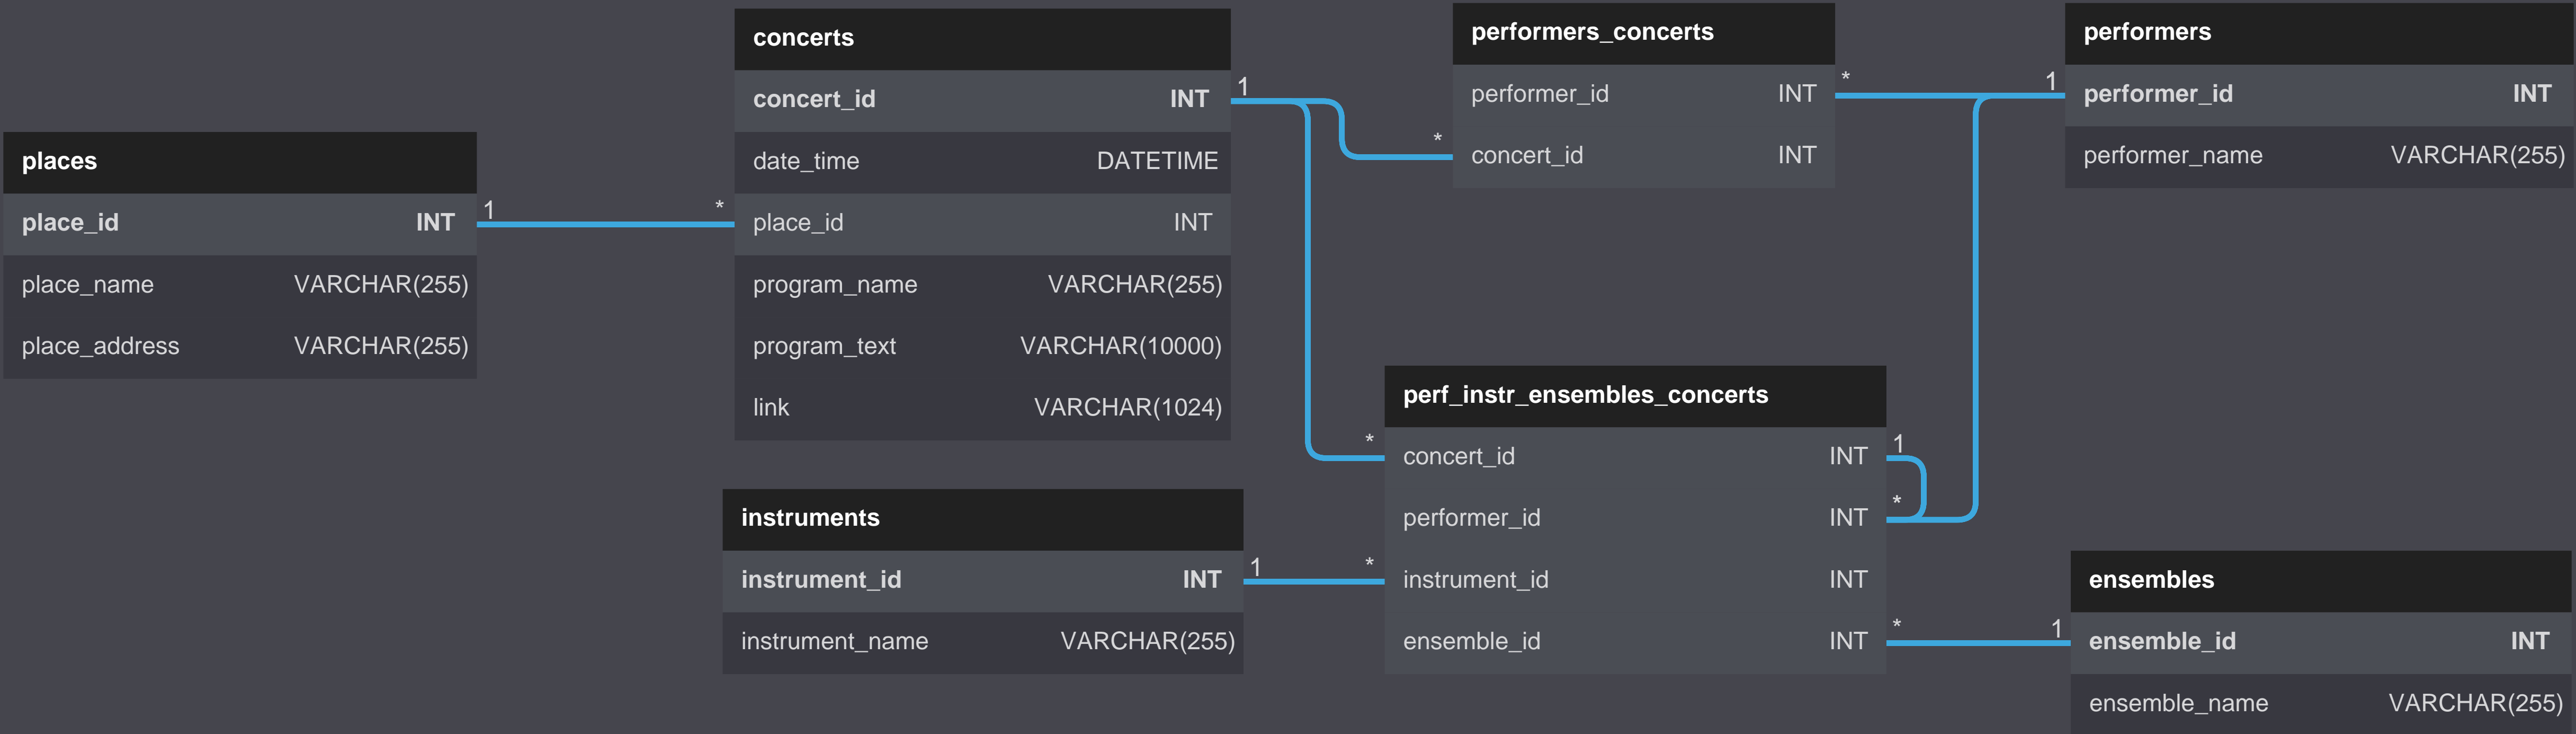 places
place_id INT
place_name VARCHAR(255)
place_address VARCHAR(255)
1
*
concerts
concert_id INT
date_time DATETIME
place_id INT
program_name VARCHAR(255)
program_text VARCHAR(10000)
link VARCHAR(1024)
1
*
*
performers_concerts
performer_id INT
concert_id INT
*
1
performers
performer_id INT
performer_name VARCHAR(255)
instruments
instrument_id INT
instrument_name VARCHAR(255)
1
*
perf_instr_ensembles_concerts
concert_id INT
performer_id INT
instrument_id INT
ensemble_id INT
1
*
*
1
ensembles
ensemble_id INT
ensemble_name VARCHAR(255)